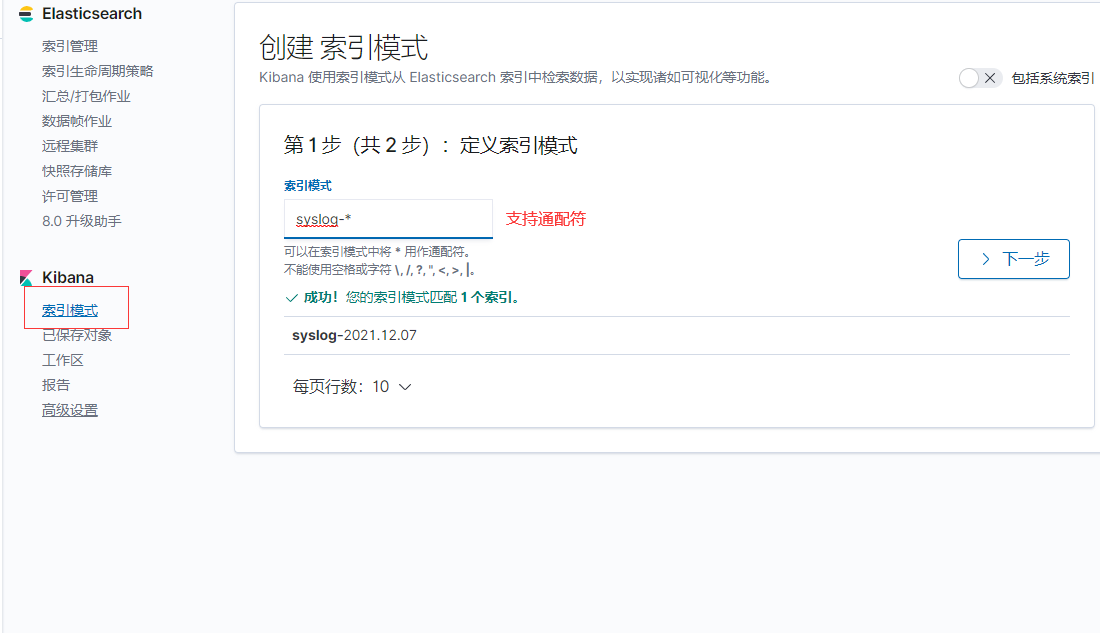 Elasticsearch
索引管理
索引生命周期策略
汇总/打包作业
数据帧作业
远程集群
快照存储库
许可管理
8.0 升级助手
Kibana
索引模式
已保存对象
工作区
报告
高级设置
创建 索引模式
Kibana 使用索引模式从 Elasticsearch 索引中检索数据，以实现诸如可视化等功能。
包括系统索引
第 1 步（共 2 步）：定义索引模式
索引模式
syslog-*
支持通配符
可以在索引模式中将 * 用作通配符。
不能使用空格或字符 \, /, ?, ", <, >, |。
下一步
成功！您的索引模式匹配 1 个索引。
syslog-2021.12.07
每页行数：10